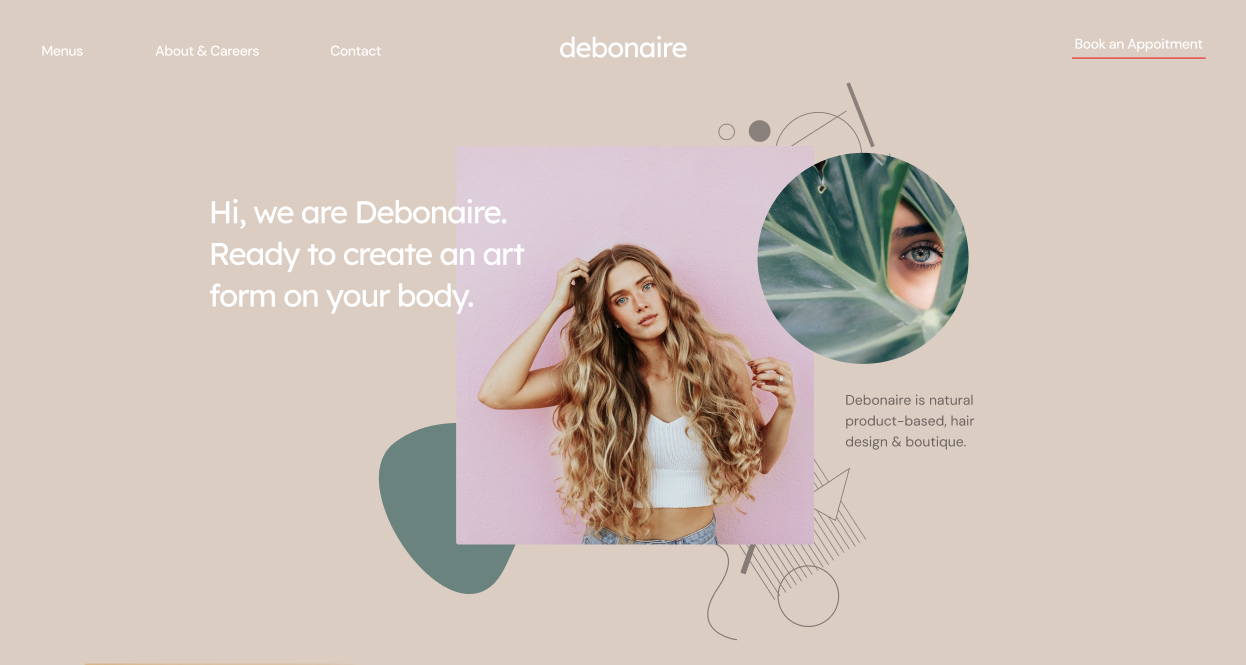 Menus
About & Careers
Contact
debonaire
Book an Appoitment
Hi, we are Debonaire.
Ready to create an art
form on your body.
Debonaire is natural
product-based, hair
design & boutique.